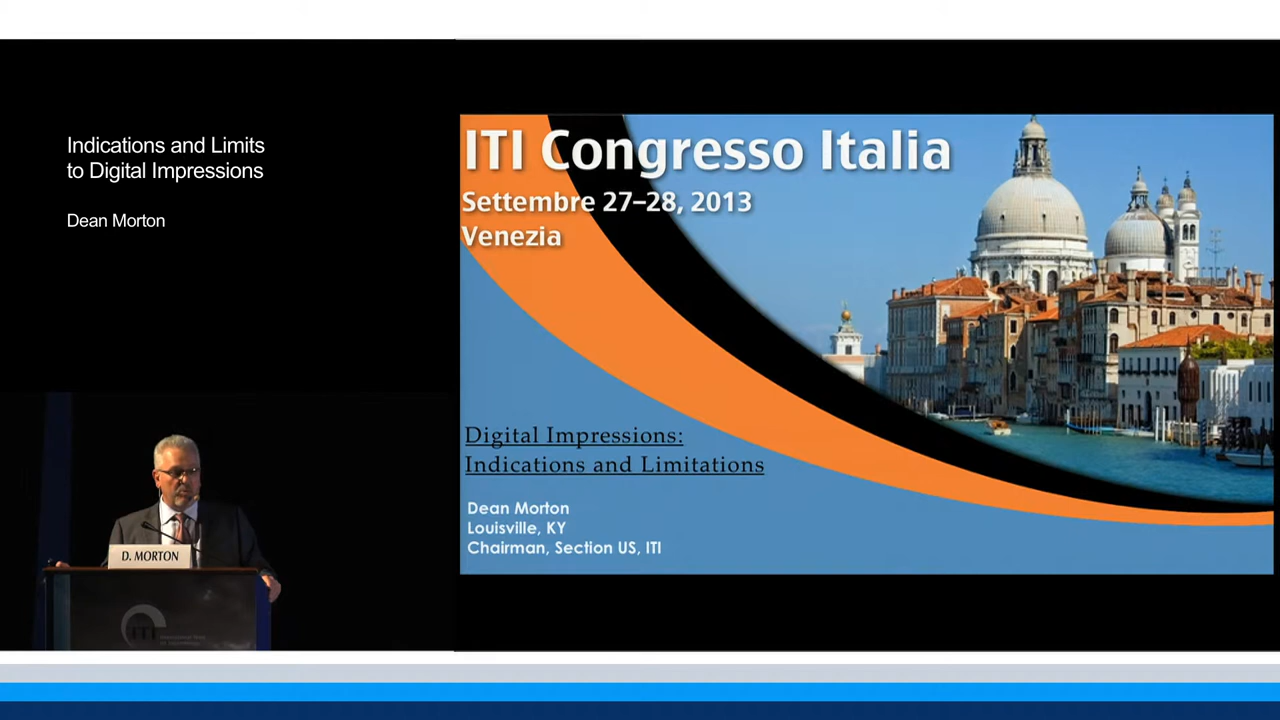 Indications and Limits
to Digital Impressions
Dean Morton
ITI Congresso Italia
Settembre 27–28, 2013
Venezia
Digital Impressions:
Indications and Limitations
Dean Morton
Louisville, KY
Chairman, Section US, ITI
D. MORTON
ITI